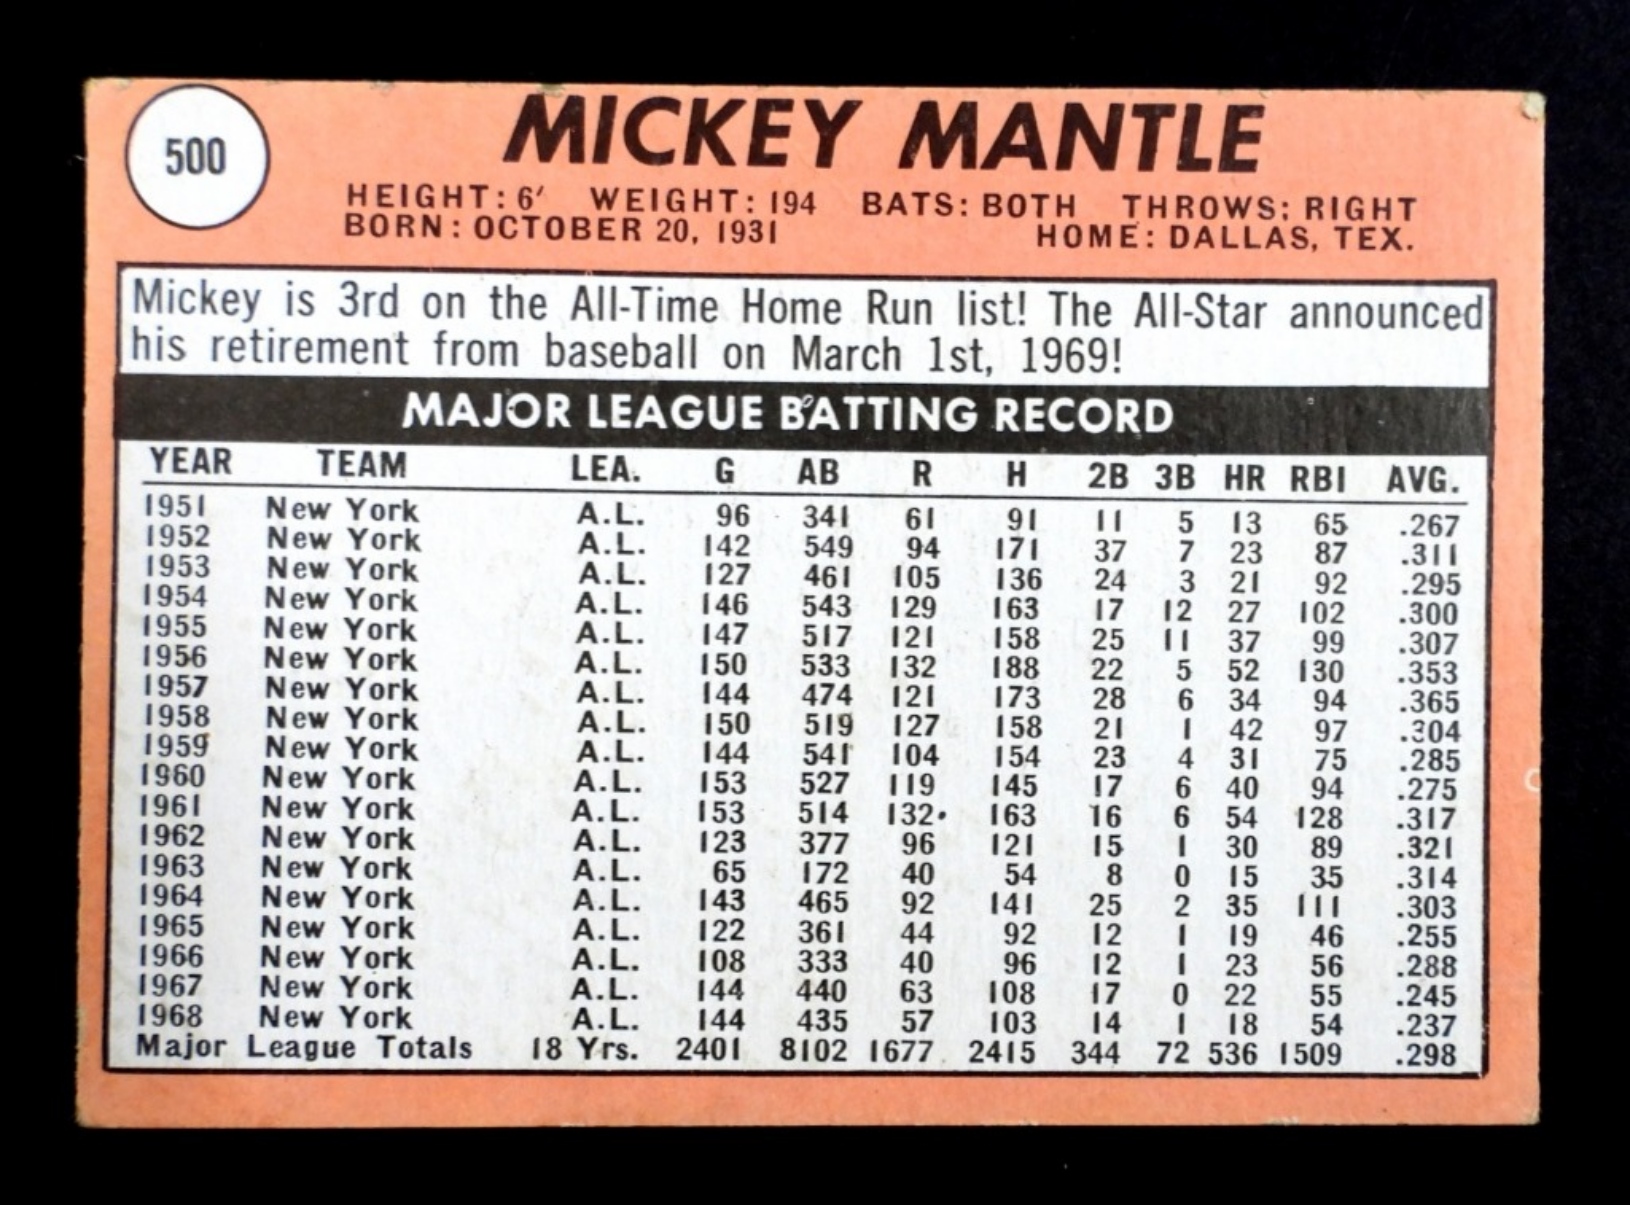 500
MICKEY MANTLE
HEIGHT: 6' WEIGHT: 194 BATS: BOTH THROWS: RIGHT
BORN: OCTOBER 20, 1931 HOME: DALLAS, TEX.
Mickey is 3rd on the All-Time Home Run list! The All-Star announced
his retirement from baseball on March 1st, 1969!
MAJOR LEAGUE BATTING RECORD
YEAR TEAM LEA. G AB R H 2B 3B HR RBI AVG.
1951 New York A.L. 96 341 61 91 11 5 13 65 .267
1952 New York A.L. 142 549 94 171 37 7 23 87 .311
1953 New York A.L. 127 461 105 136 24 3 21 92 .295
1954 New York A.L. 146 543 129 163 17 12 27 102 .300
1955 New York A.L. 147 517 121 158 25 11 37 99 .307
1956 New York A.L. 150 533 132 188 22 5 52 130 .353
1957 New York A.L. 144 474 121 173 28 6 34 94 .365
1958 New York A.L. 150 519 127 158 21 1 42 97 .304
1959 New York A.L. 144 541 104 154 23 4 31 75 .285
1960 New York A.L. 153 527 119 145 17 6 40 94 .275
1961 New York A.L. 153 514 132 163 16 6 54 128 .317
1962 New York A.L. 123 377 96 121 15 1 30 89 .321
1963 New York A.L. 65 172 40 54 8 0 15 35 .314
1964 New York A.L. 143 465 92 141 25 2 35 111 .303
1965 New York A.L. 122 361 44 92 12 1 19 46 .255
1966 New York A.L. 108 333 40 96 12 1 23 56 .288
1967 New York A.L. 144 440 63 108 17 0 22 55 .245
1968 New York A.L. 144 435 57 103 14 1 18 54 .237
Major League Totals 18 Yrs. 2401 8102 1677 2415 344 72 536 1509 .298